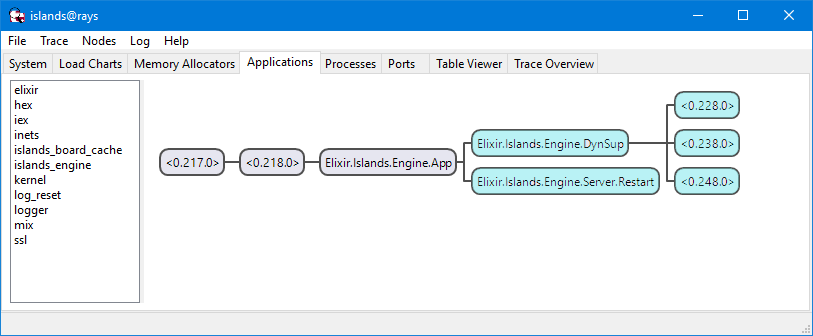 islands@rays
File Trace Nodes Log Help
System Load Charts Memory Allocators Applications Processes Ports Table Viewer Trace Overview
elixir
hex
iex
inets
islands_board_cache
islands_engine
kernel
log_reset
logger
mix
ssl
<0.217.0>
<0.218.0>
Elixir.Islands.Engine.App
Elixir.Islands.Engine.DynSup
Elixir.Islands.Engine.Server.Restart
<0.228.0>
<0.238.0>
<0.248.0>